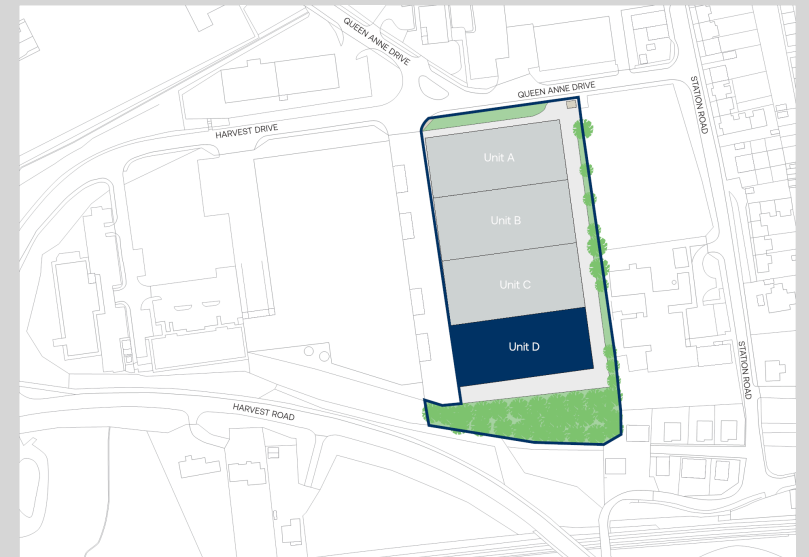 QUEEN ANNE DRIVE
QUEEN ANNE DRIVE
STATION ROAD
HARVEST DRIVE
Unit A
Unit B
Unit C
Unit D
STATION ROAD
HARVEST ROAD